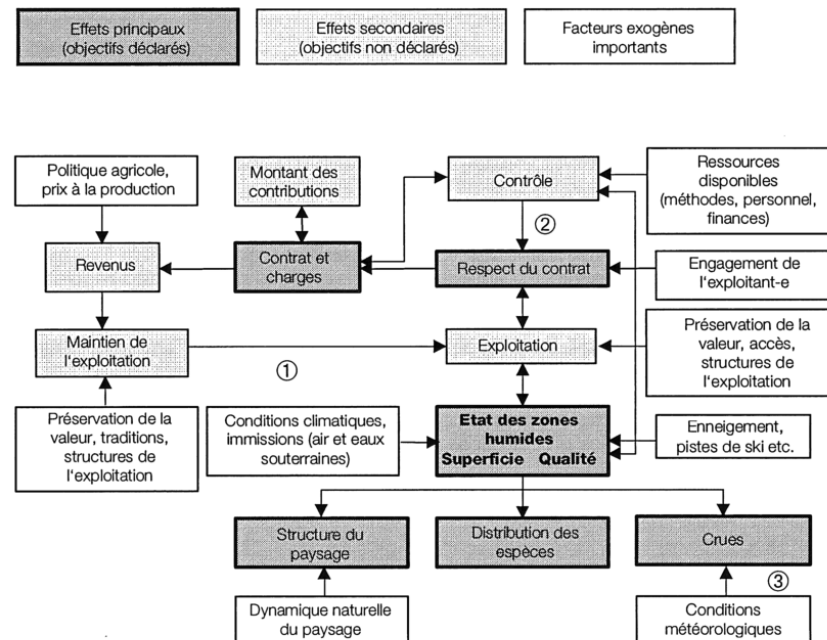 Effets principaux
(objectifs déclarés)
Effets secondaires
(objectifs non déclarés)
Facteurs exogènes
importants
Politique agricole,
prix à la production
Montant des
contributions
Contrôle
Ressources
disponibles
(méthodes, personnel,
finances)
②
Revenus
Contrat et
charges
Respect du contrat
Engagement de
l'exploitant-e
Maintien de
l'exploitation
①
Exploitation
Préservation de la
valeur, accès,
structures de
l'exploitation
Préservation de la
valeur, traditions,
structures de
l'exploitation
Conditions climatiques,
immissions (air et eaux
souterraines)
Etat des zones
humides
Superficie Qualité
Enneigement,
pistes de ski etc.
Structure du
paysage
Distribution des
espèces
Crues
③
Dynamique naturelle
du paysage
Conditions
météorologiques